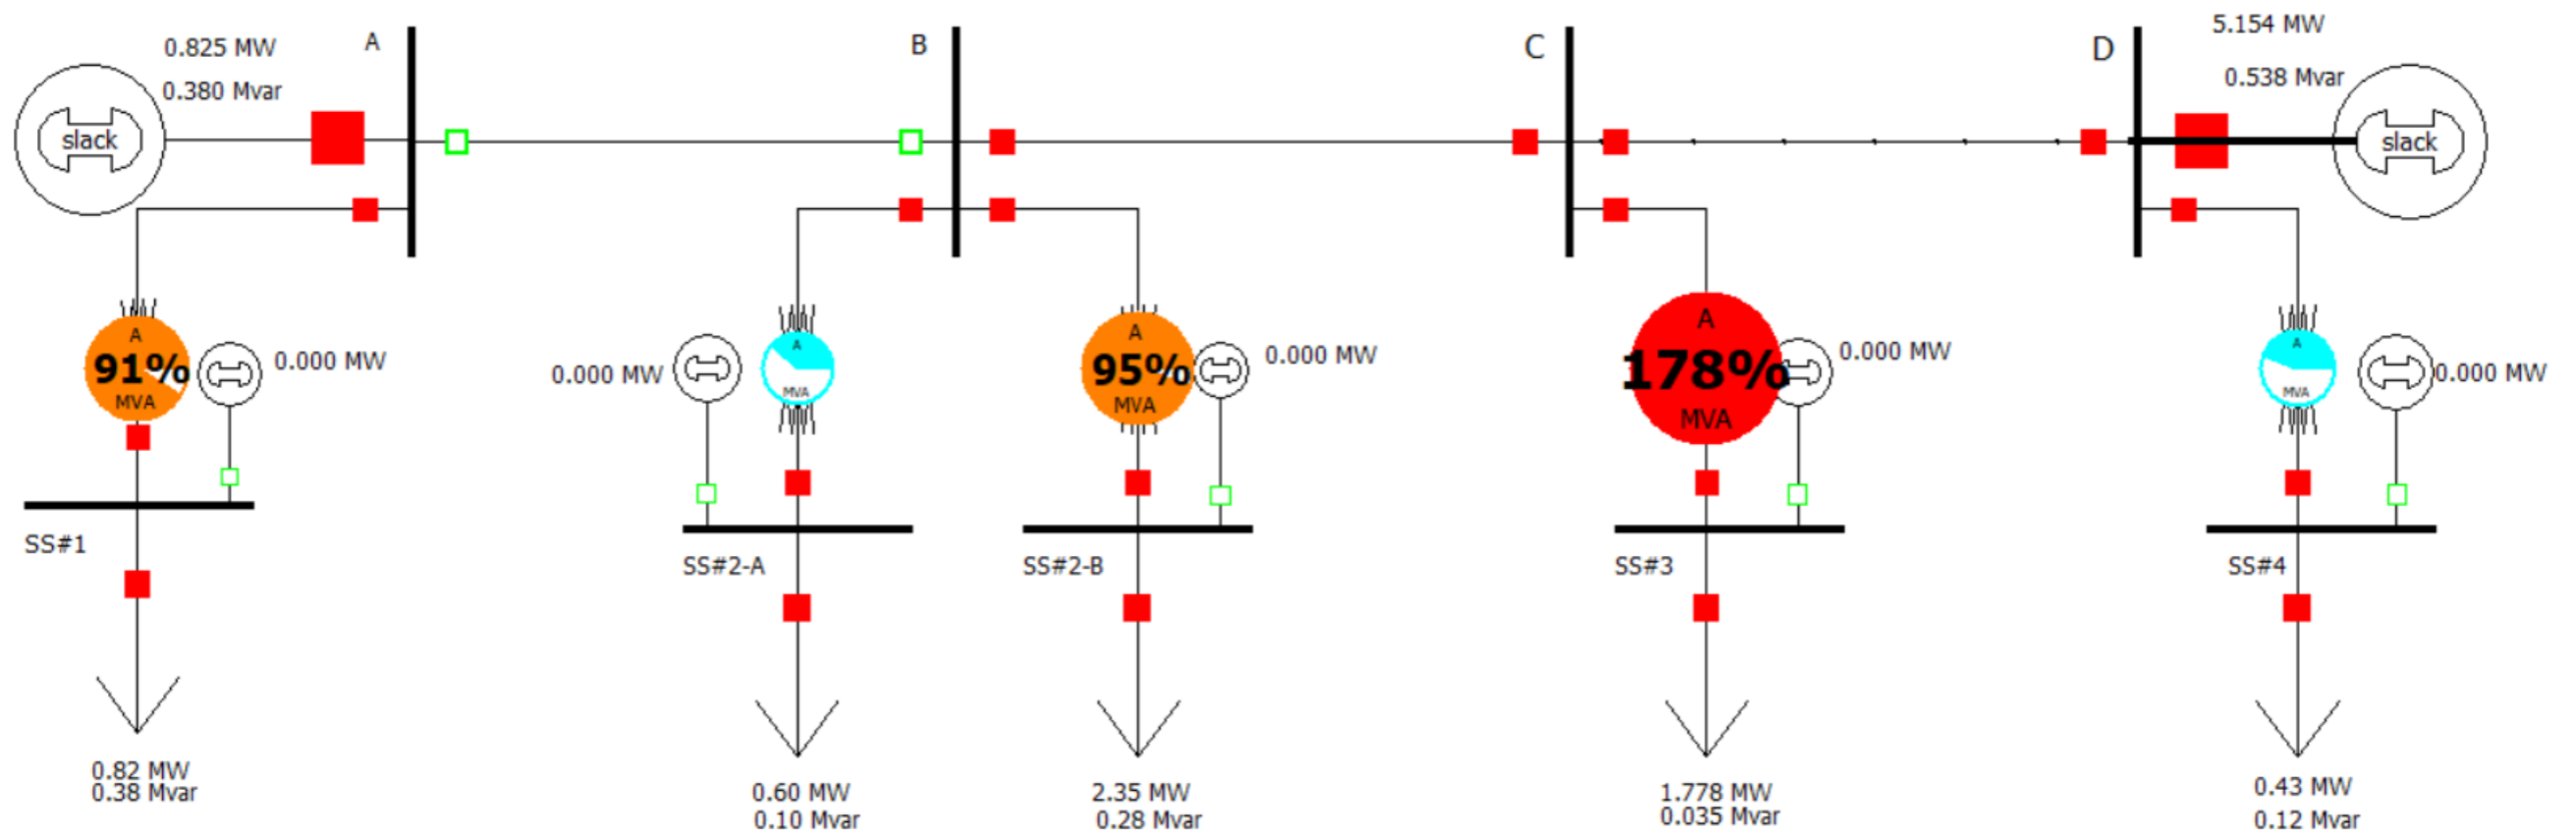 0.825 MW
0.380 Mvar
slack
A
B
C
D
5.154 MW
0.538 Mvar
slack
A
91%
MVA
0.000 MW
0.000 MW
A
MVA
A
95%
MVA
0.000 MW
A
178%
MVA
0.000 MW
A
MVA
0.000 MW
SS#1
SS#2-A
SS#2-B
SS#3
SS#4
0.82 MW
0.38 Mvar
0.60 MW
0.10 Mvar
2.35 MW
0.28 Mvar
1.778 MW
0.035 Mvar
0.43 MW
0.12 Mvar